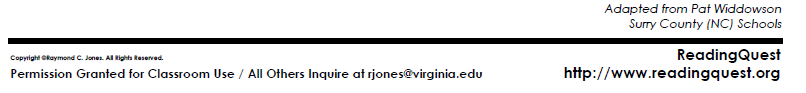 Adapted from Pat Widdowson
Surry County (NC) Schools
Copyright ©Raymond C. Jones. All Rights Reserved.
ReadingQuest
Permission Granted for Classroom Use / All Others Inquire at rjones@virginia.edu
http://www.readingquest.org